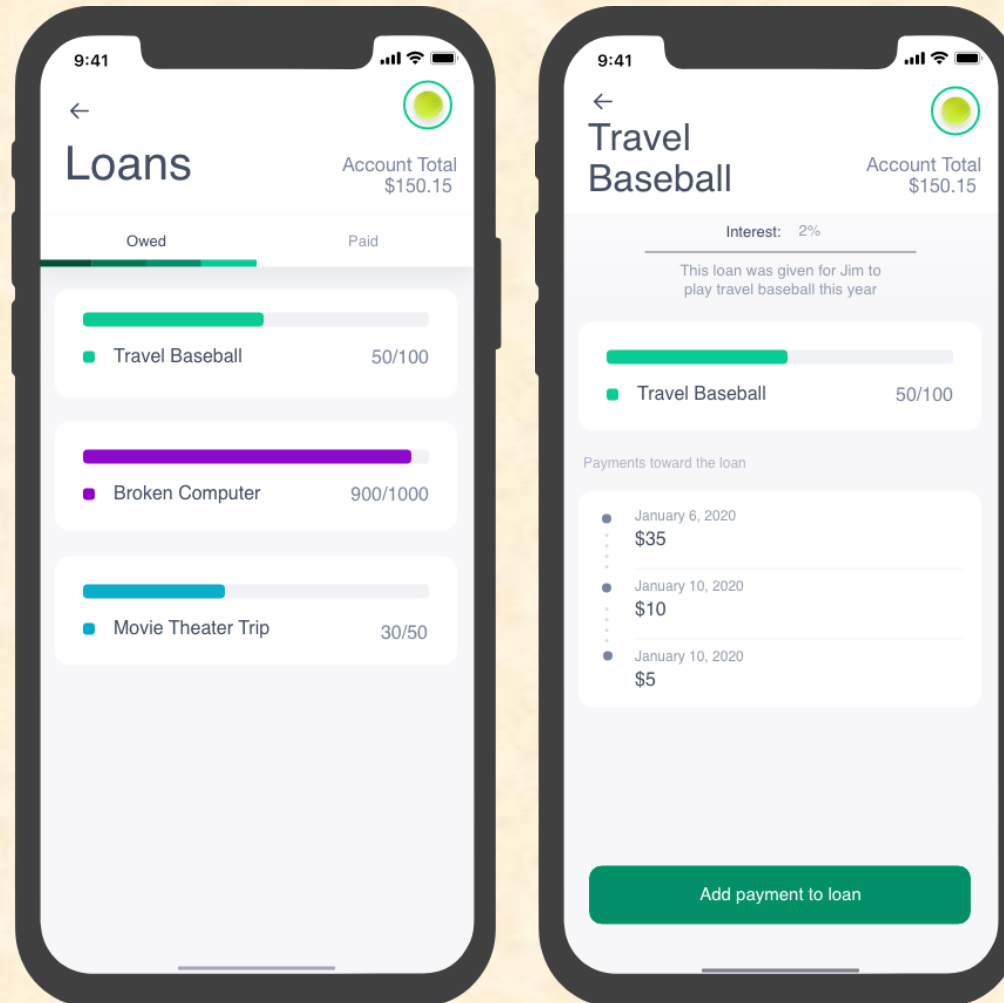 9:41
Loans
Account Total
$150.15
Owed
Paid
Travel Baseball
50/100
Broken Computer
900/1000
Movie Theater Trip
30/50
9:41
Travel
Baseball
Account Total
$150.15
Interest: 2%
This loan was given for Jim to
play travel baseball this year
Travel Baseball
50/100
Payments toward the loan
January 6, 2020
$35
January 10, 2020
$10
January 10, 2020
$5
Add payment to loan